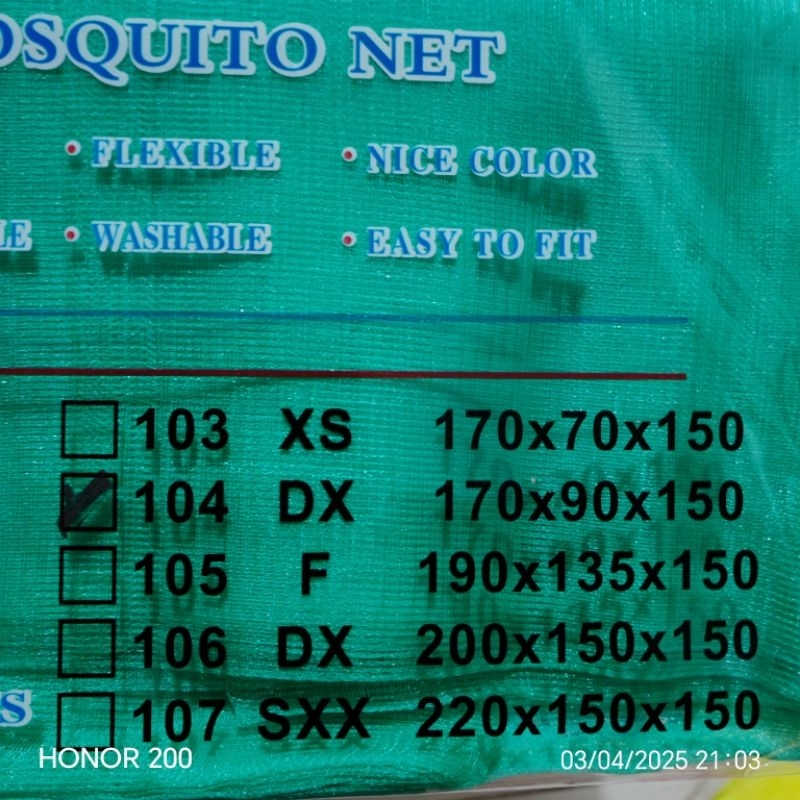 OSQUITO NET
• FLEXIBLE • NICE COLOR
LE • WASHABLE • EASY TO FIT
103 XS 170x70x150
104 DX 170x90x150
105 F 190x135x150
106 DX 200x150x150
S
107 SXX 220x150x150
HONOR 200 03/04/2025 21:03